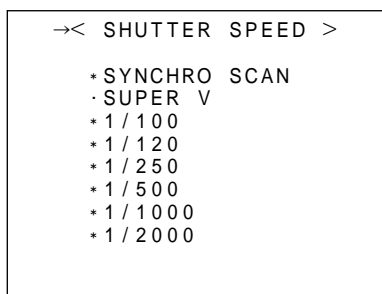 →< SHUTTER SPEED >
*SYNCHRO SCAN
·SUPER V
*1/100
*1/120
*1/250
*1/500
*1/1000
*1/2000